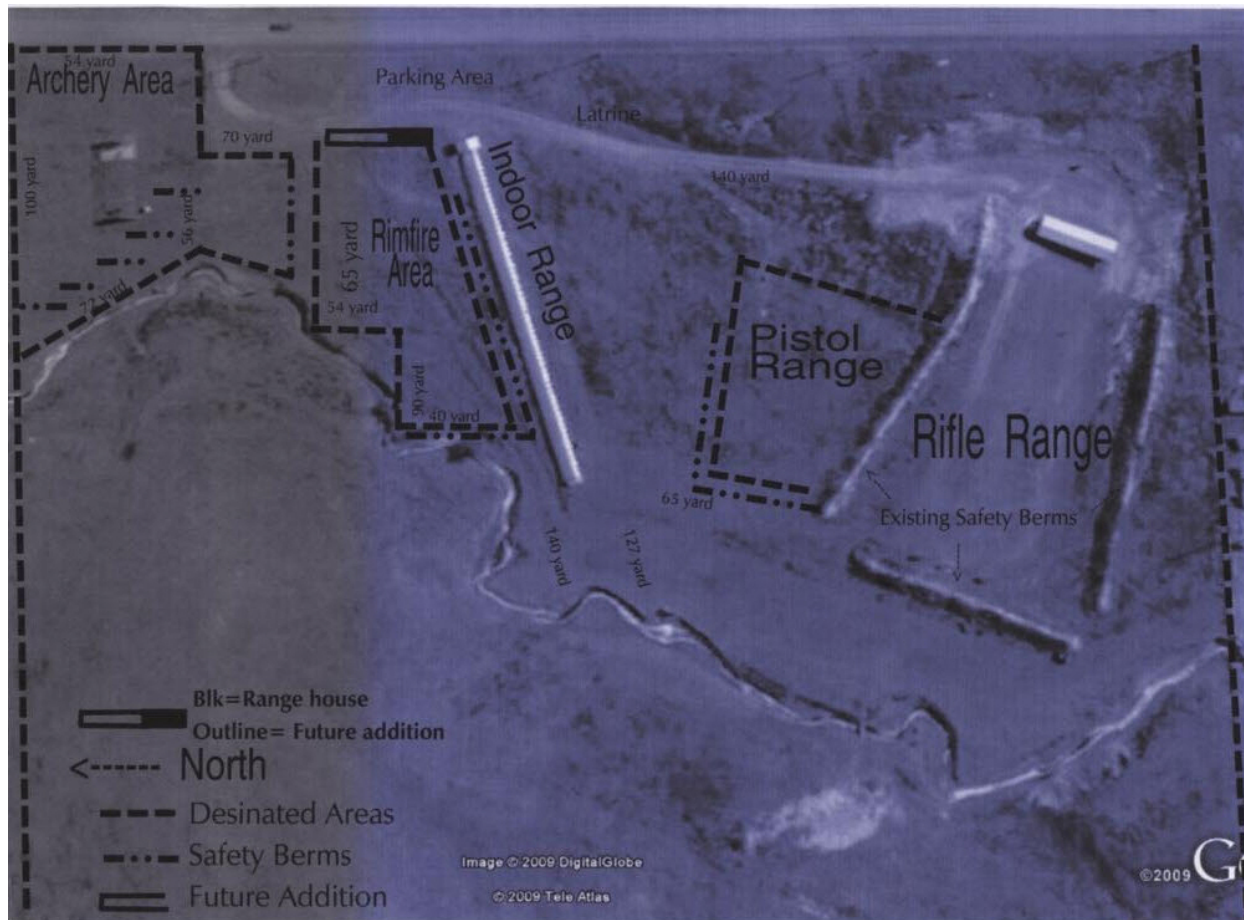 54 yard
Archery Area
Parking Area
Latrine
70 yard
100 yard
56 yard
72 yard
65 yard
Rimfire
Area
54 yard
90 yard
40 yard
Indoor Range
140 yard
Pistol
Range
Rifle Range
65 yard
Existing Safety Berms
140 yard
127 yard
Blk=Range house
Outline= Future addition
<------- North
Desinated Areas
Safety Berms
Future Addition
Image © 2009 DigitalGlobe
© 2009 Tele Atlas
©2009 Go